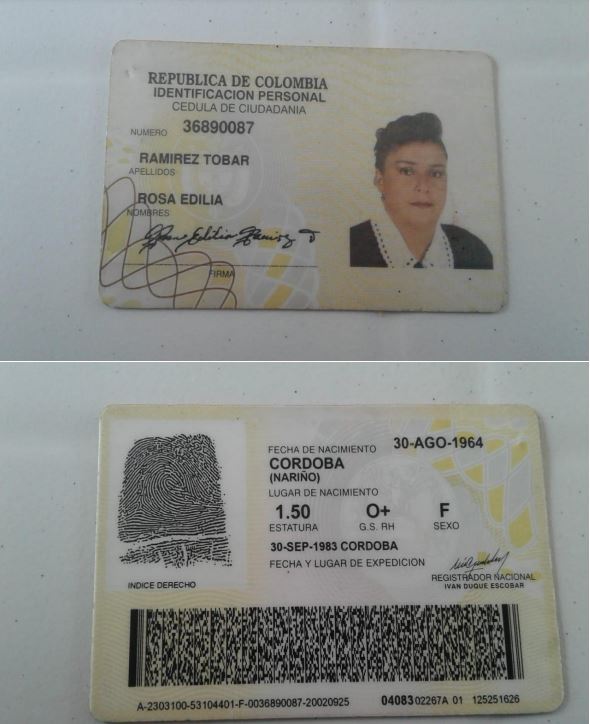 REPUBLICA DE COLOMBIA
IDENTIFICACION PERSONAL
CEDULA DE CIUDADANIA
NUMERO 36890087
RAMIREZ TOBAR
APELLIDOS
ROSA EDILIA
NOMBRES
Rosa Edilia Ramirez T
FIRMA
FECHA DE NACIMIENTO 30-AGO-1964
CORDOBA
(NARIÑO)
LUGAR DE NACIMIENTO
1.50 O+ F
ESTATURA G.S. RH SEXO
30-SEP-1983 CORDOBA
FECHA Y LUGAR DE EXPEDICION
REGISTRADOR NACIONAL
IVAN DUQUE ESCOBAR
INDICE DERECHO
A-2303100-53104401-F-0036890087-20020925 04083 02267A 01 125251626